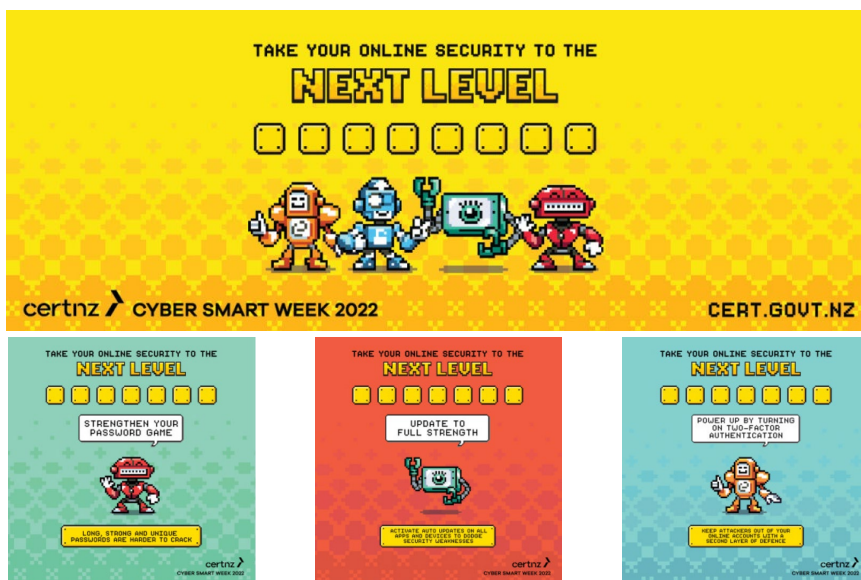 TAKE YOUR ONLINE SECURITY TO THE
NEXT LEVEL
certnz CYBER SMART WEEK 2022
CERT.GOVT.NZ
TAKE YOUR ONLINE SECURITY TO THE
NEXT LEVEL
STRENGTHEN YOUR
PASSWORD GAME
LONG, STRONG AND UNIQUE
PASSWORDS ARE HARDER TO CRACK
certnz
CYBER SMART WEEK 2022
TAKE YOUR ONLINE SECURITY TO THE
NEXT LEVEL
UPDATE TO
FULL STRENGTH
ACTIVATE AUTO UPDATES ON ALL
APPS AND DEVICES TO DODGE
SECURITY WEAKNESSES
certnz
CYBER SMART WEEK 2022
TAKE YOUR ONLINE SECURITY TO THE
NEXT LEVEL
POWER UP BY TURNING
ON TWO-FACTOR
AUTHENTICATION
KEEP ATTACKERS OUT OF YOUR
ONLINE ACCOUNTS WITH A
SECOND LAYER OF DEFENCE
certnz
CYBER SMART WEEK 2022